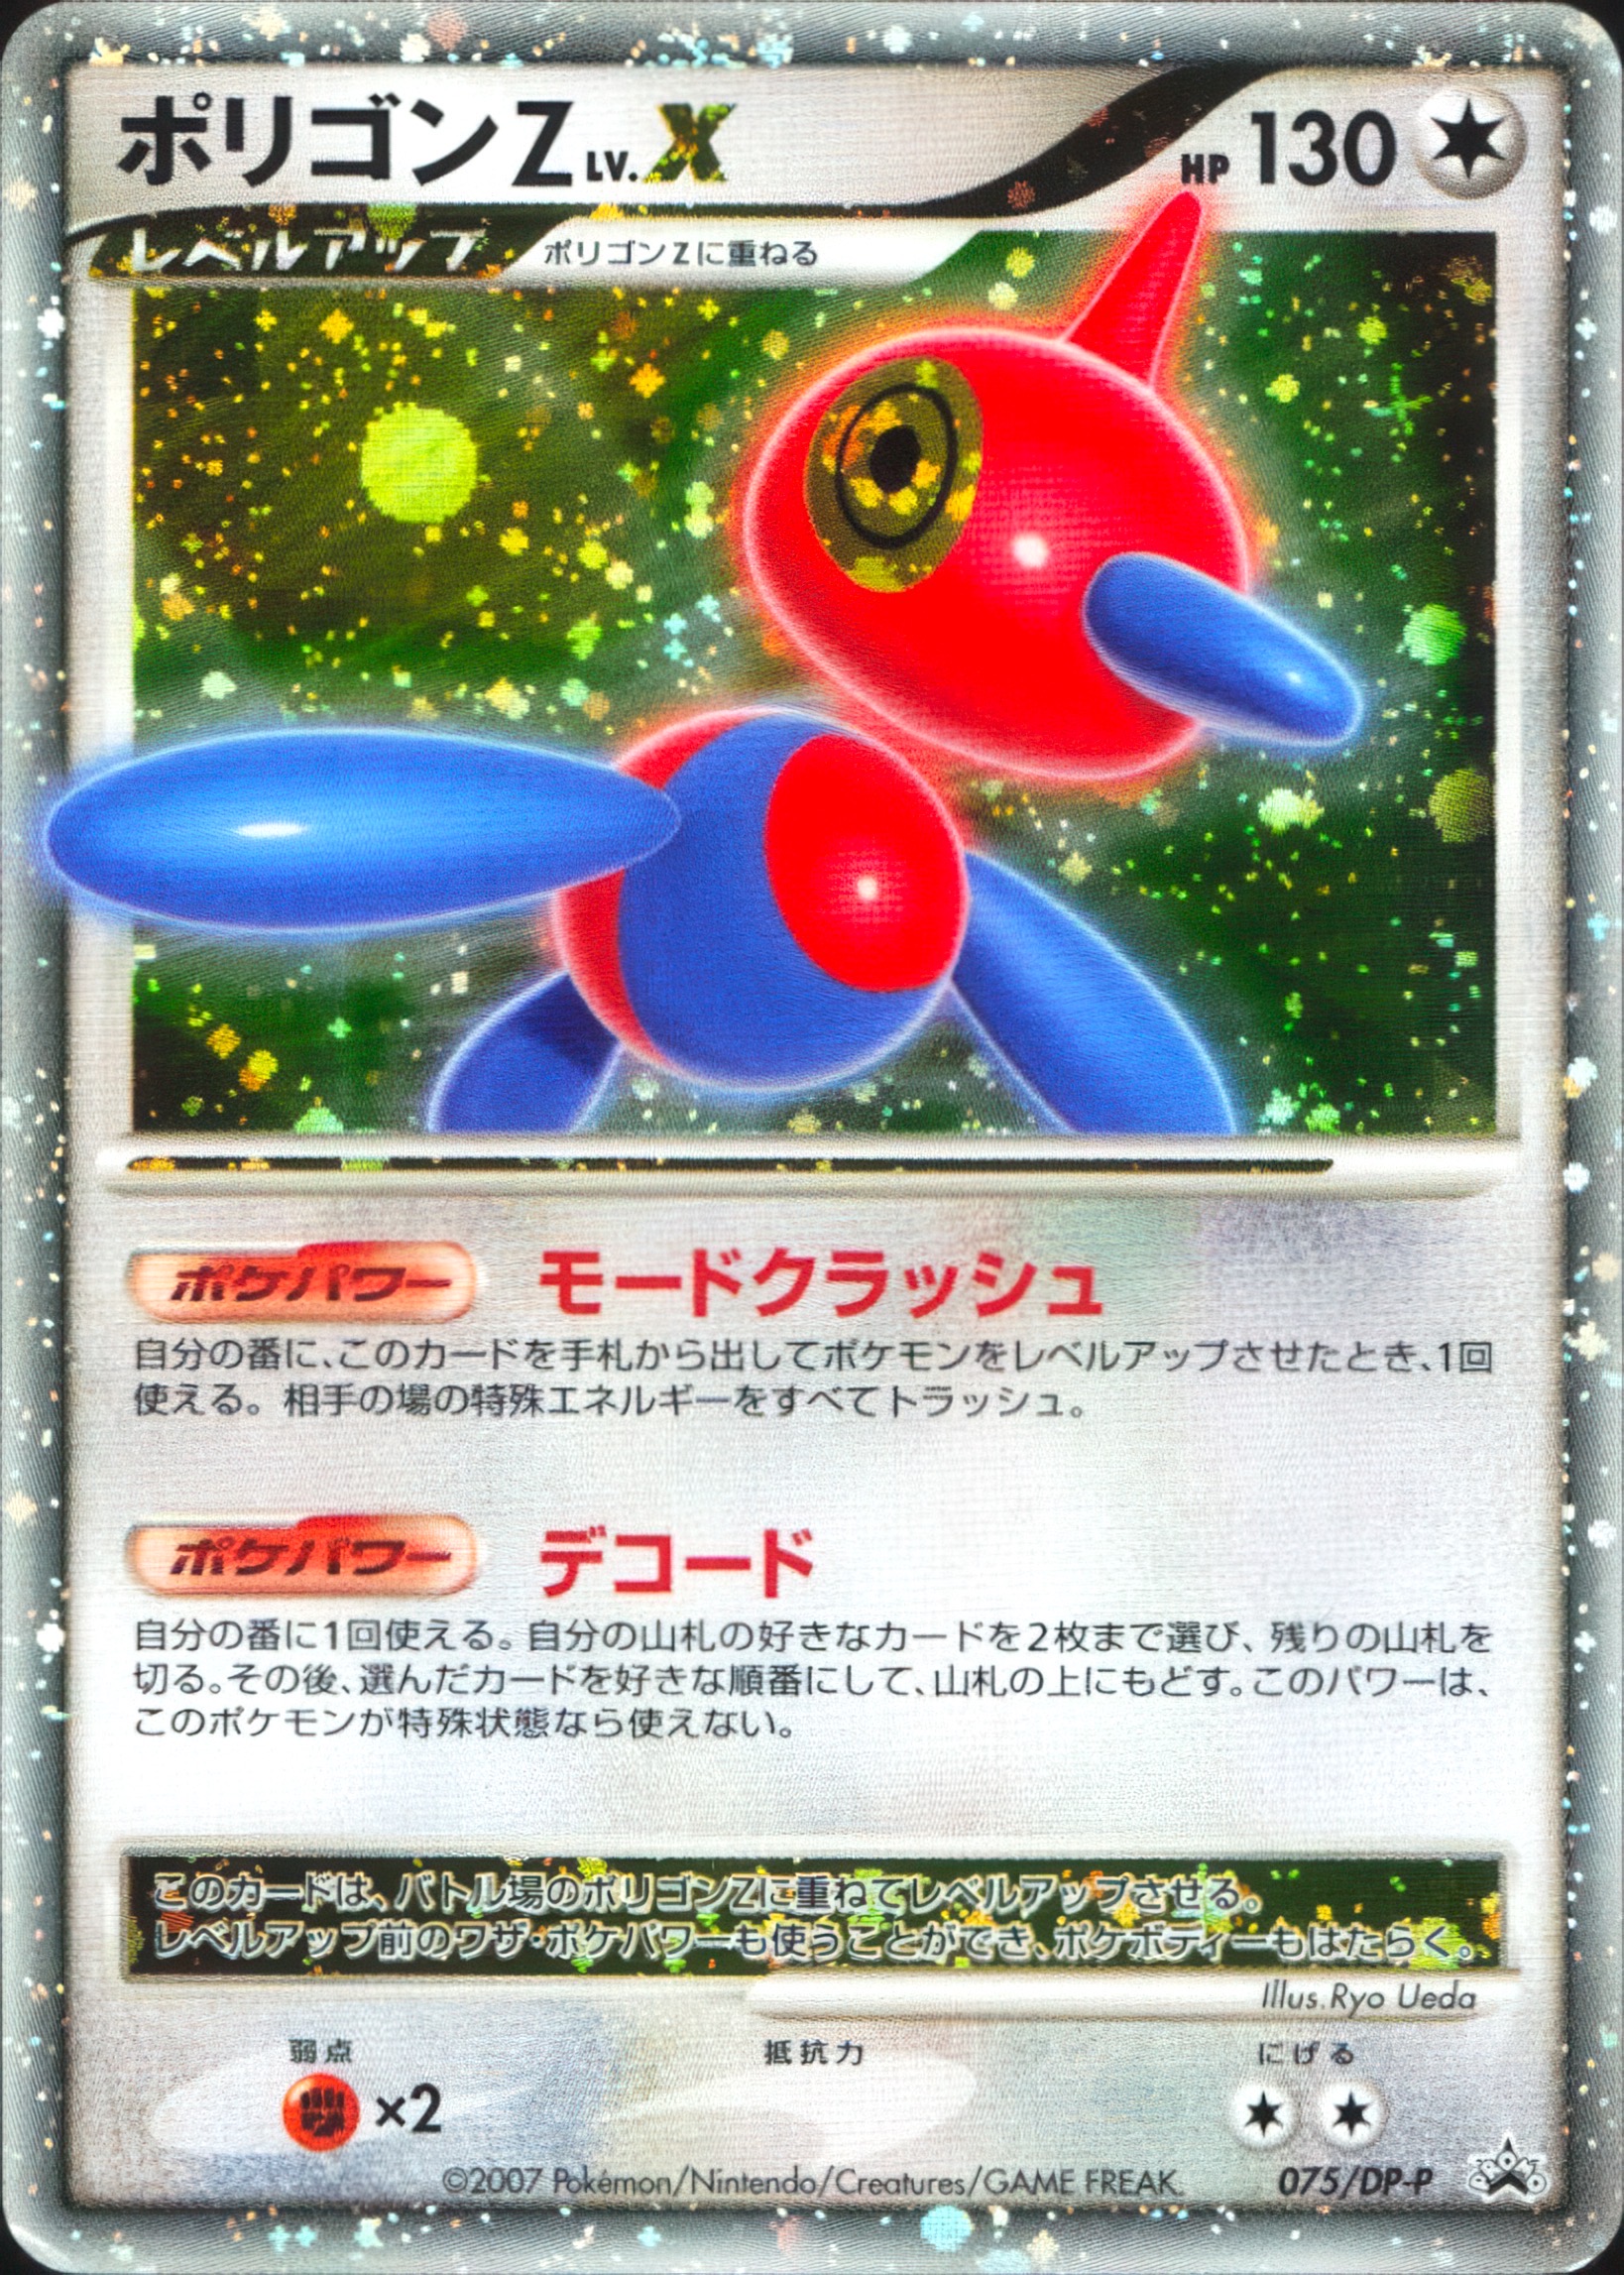 ポリゴンZ LV.X
HP 130
レベルアップ ポリゴンZに重ねる
ポケパワー モードクラッシュ
自分の番に、このカードを手札から出してポケモンをレベルアップさせたとき、1回
使える。相手の場の特殊エネルギーをすべてトラッシュ。
ポケパワー デコード
自分の番に1回使える。自分の山札の好きなカードを2枚まで選び、残りの山札を
切る。その後、選んだカードを好きな順番にして、山札の上にもどす。このパワーは、
このポケモンが特殊状態なら使えない。
このカードは、バトル場のポリゴンZに重ねてレベルアップさせる。
レベルアップ前のワザ・ポケパワーも使うことができ、ポケボディーもはたらく。
Illus.Ryo Ueda
弱点 抵抗力 にげる
×2
©2007 Pokémon/Nintendo/Creatures/GAME FREAK. 075/DP-P